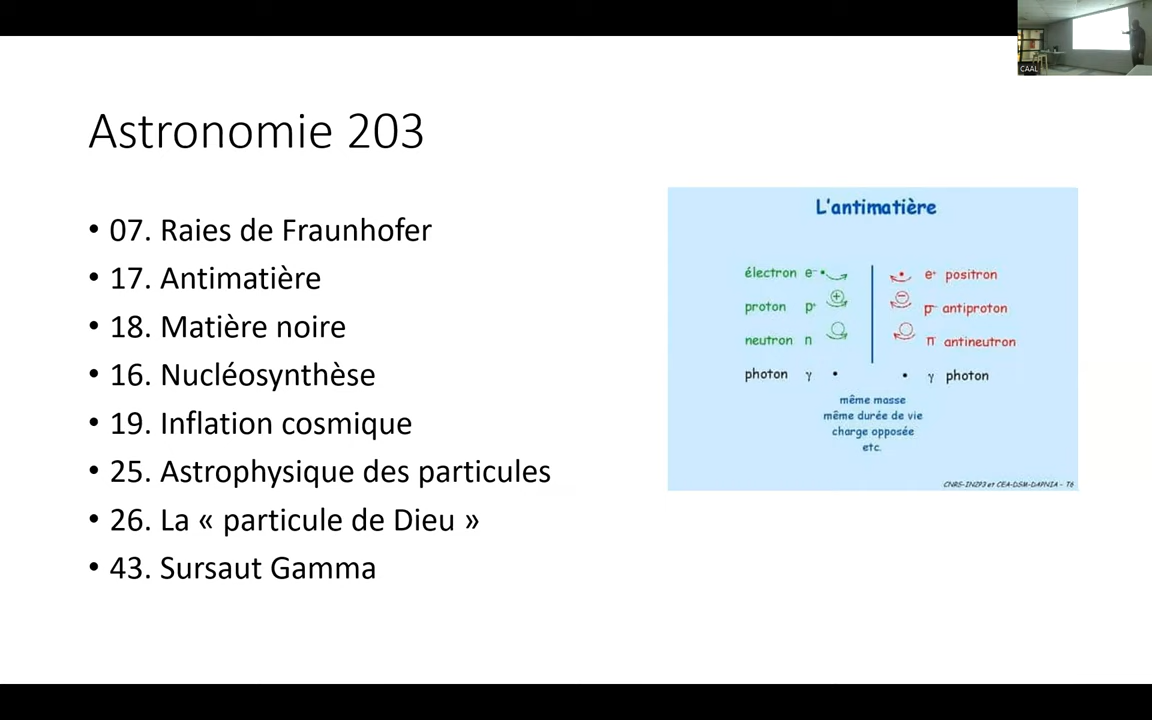 CAAL
Astronomie 203
• 07. Raies de Fraunhofer
• 17. Antimatière
• 18. Matière noire
• 16. Nucléosynthèse
• 19. Inflation cosmique
• 25. Astrophysique des particules
• 26. La « particule de Dieu »
• 43. Sursaut Gamma
L'antimatière
électron e⁻ e⁺ positron
proton p⁺ + − p⁻ antiproton
neutron n n̄ antineutron
photon γ γ photon
même masse
même durée de vie
charge opposée
etc.
CNRS-IN2P3 et CEA-DSM-DAPNIA - T6